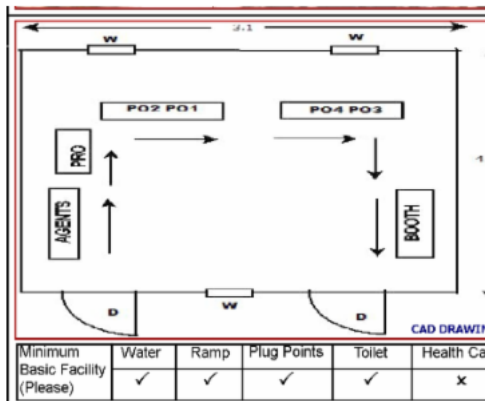 W
W
PO2 PO1
PO4 PO3
PIRO
AGENTS
BOOTH
D
W
D
CAD DRAWIN
Minimum Basic Facility (Please)
Water
Ramp
Plug Points
Toilet
Health Ca
✓
✓
✓
✓
x